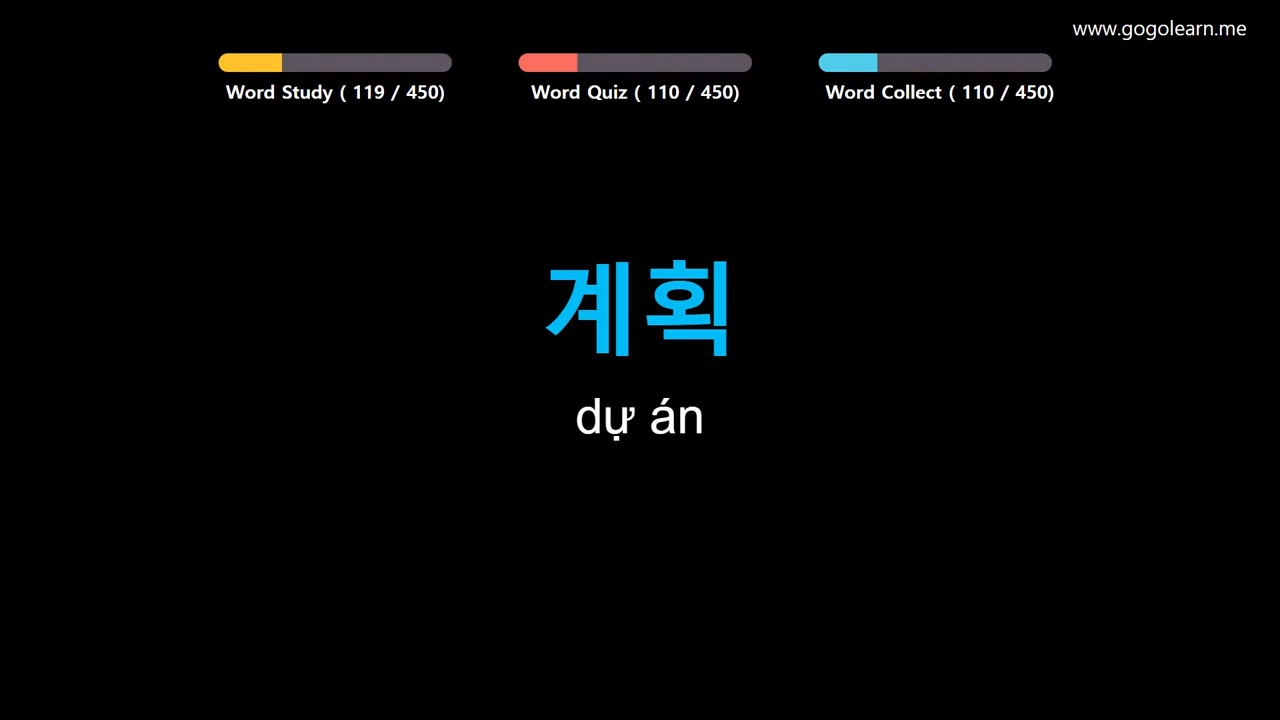 www.gogolearn.me
Word Study ( 119 / 450)
Word Quiz ( 110 / 450)
Word Collect ( 110 / 450)
계획
dự án